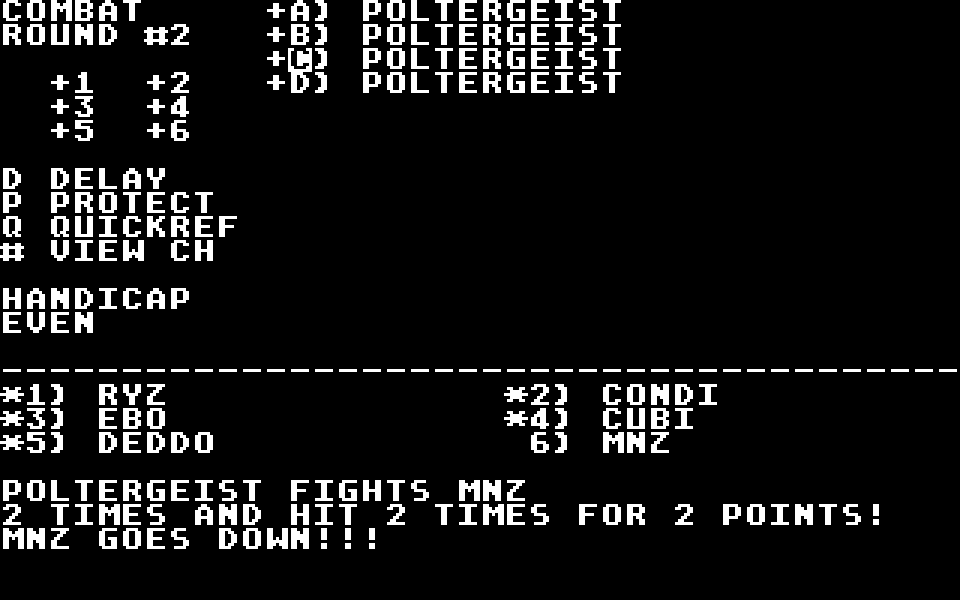 COMBAT     +A) POLTERGEIST
ROUND #2   +B) POLTERGEIST
           +C) POLTERGEIST
  +1  +2   +D) POLTERGEIST
  +3  +4
  +5  +6
D DELAY
P PROTECT
Q QUICKREF
# VIEW CH
HANDICAP
EVEN
----------------------------------------
*1) RYZ              *2) CONDI
*3) EBO              *4) CUBI
*5) DEDDO             6) MNZ
POLTERGEIST FIGHTS MNZ
2 TIMES AND HIT 2 TIMES FOR 2 POINTS!
MNZ GOES DOWN!!!